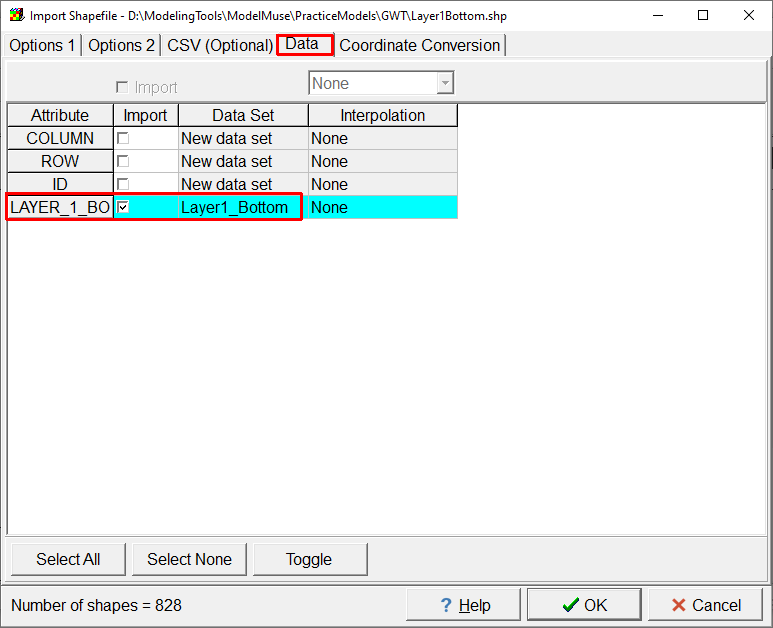 Import Shapefile - D:\ModelingTools\ModelMuse\PracticeModels\GWT\Layer1Bottom.shp
Options 1 Options 2 CSV (Optional) Data Coordinate Conversion
Import None
Attribute Import Data Set Interpolation
COLUMN New data set None
ROW New data set None
ID New data set None
LAYER_1_BO Layer1_Bottom None
Select All Select None Toggle
Number of shapes = 828 ? Help OK Cancel